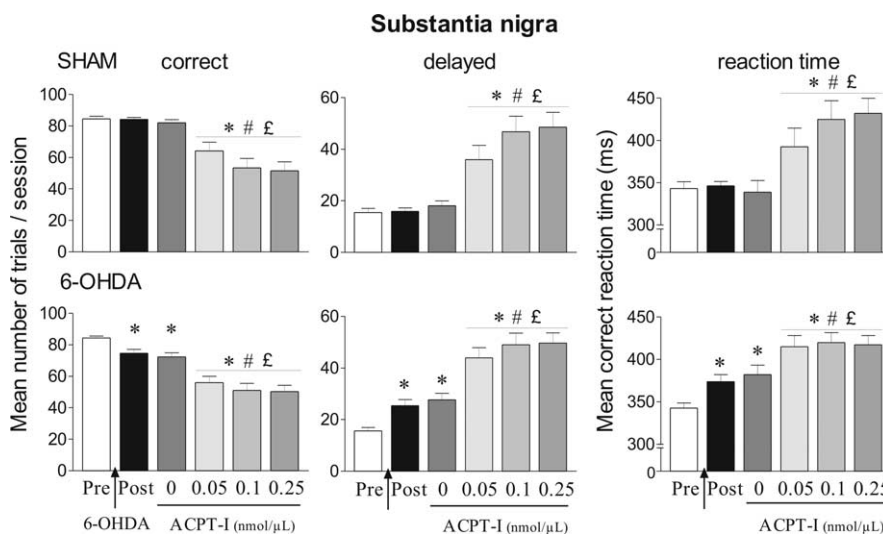 Substantia nigra
SHAM correct delayed reaction time
Mean number of trials / session
100
80
60
40
20
0
* # £
60
40
20
0
* # £
Mean correct reaction time (ms)
450
400
350
300
0
* # £
6-OHDA
100
80
60
40
20
0
* * * # £
60
40
20
0
* * * # £
450
400
350
300
0
* * * # £
Pre Post 0 0.05 0.1 0.25
6-OHDA ACPT-I (nmol/µL)
Pre Post 0 0.05 0.1 0.25
ACPT-I (nmol/µL)
Pre Post 0 0.05 0.1 0.25
ACPT-I (nmol/µL)